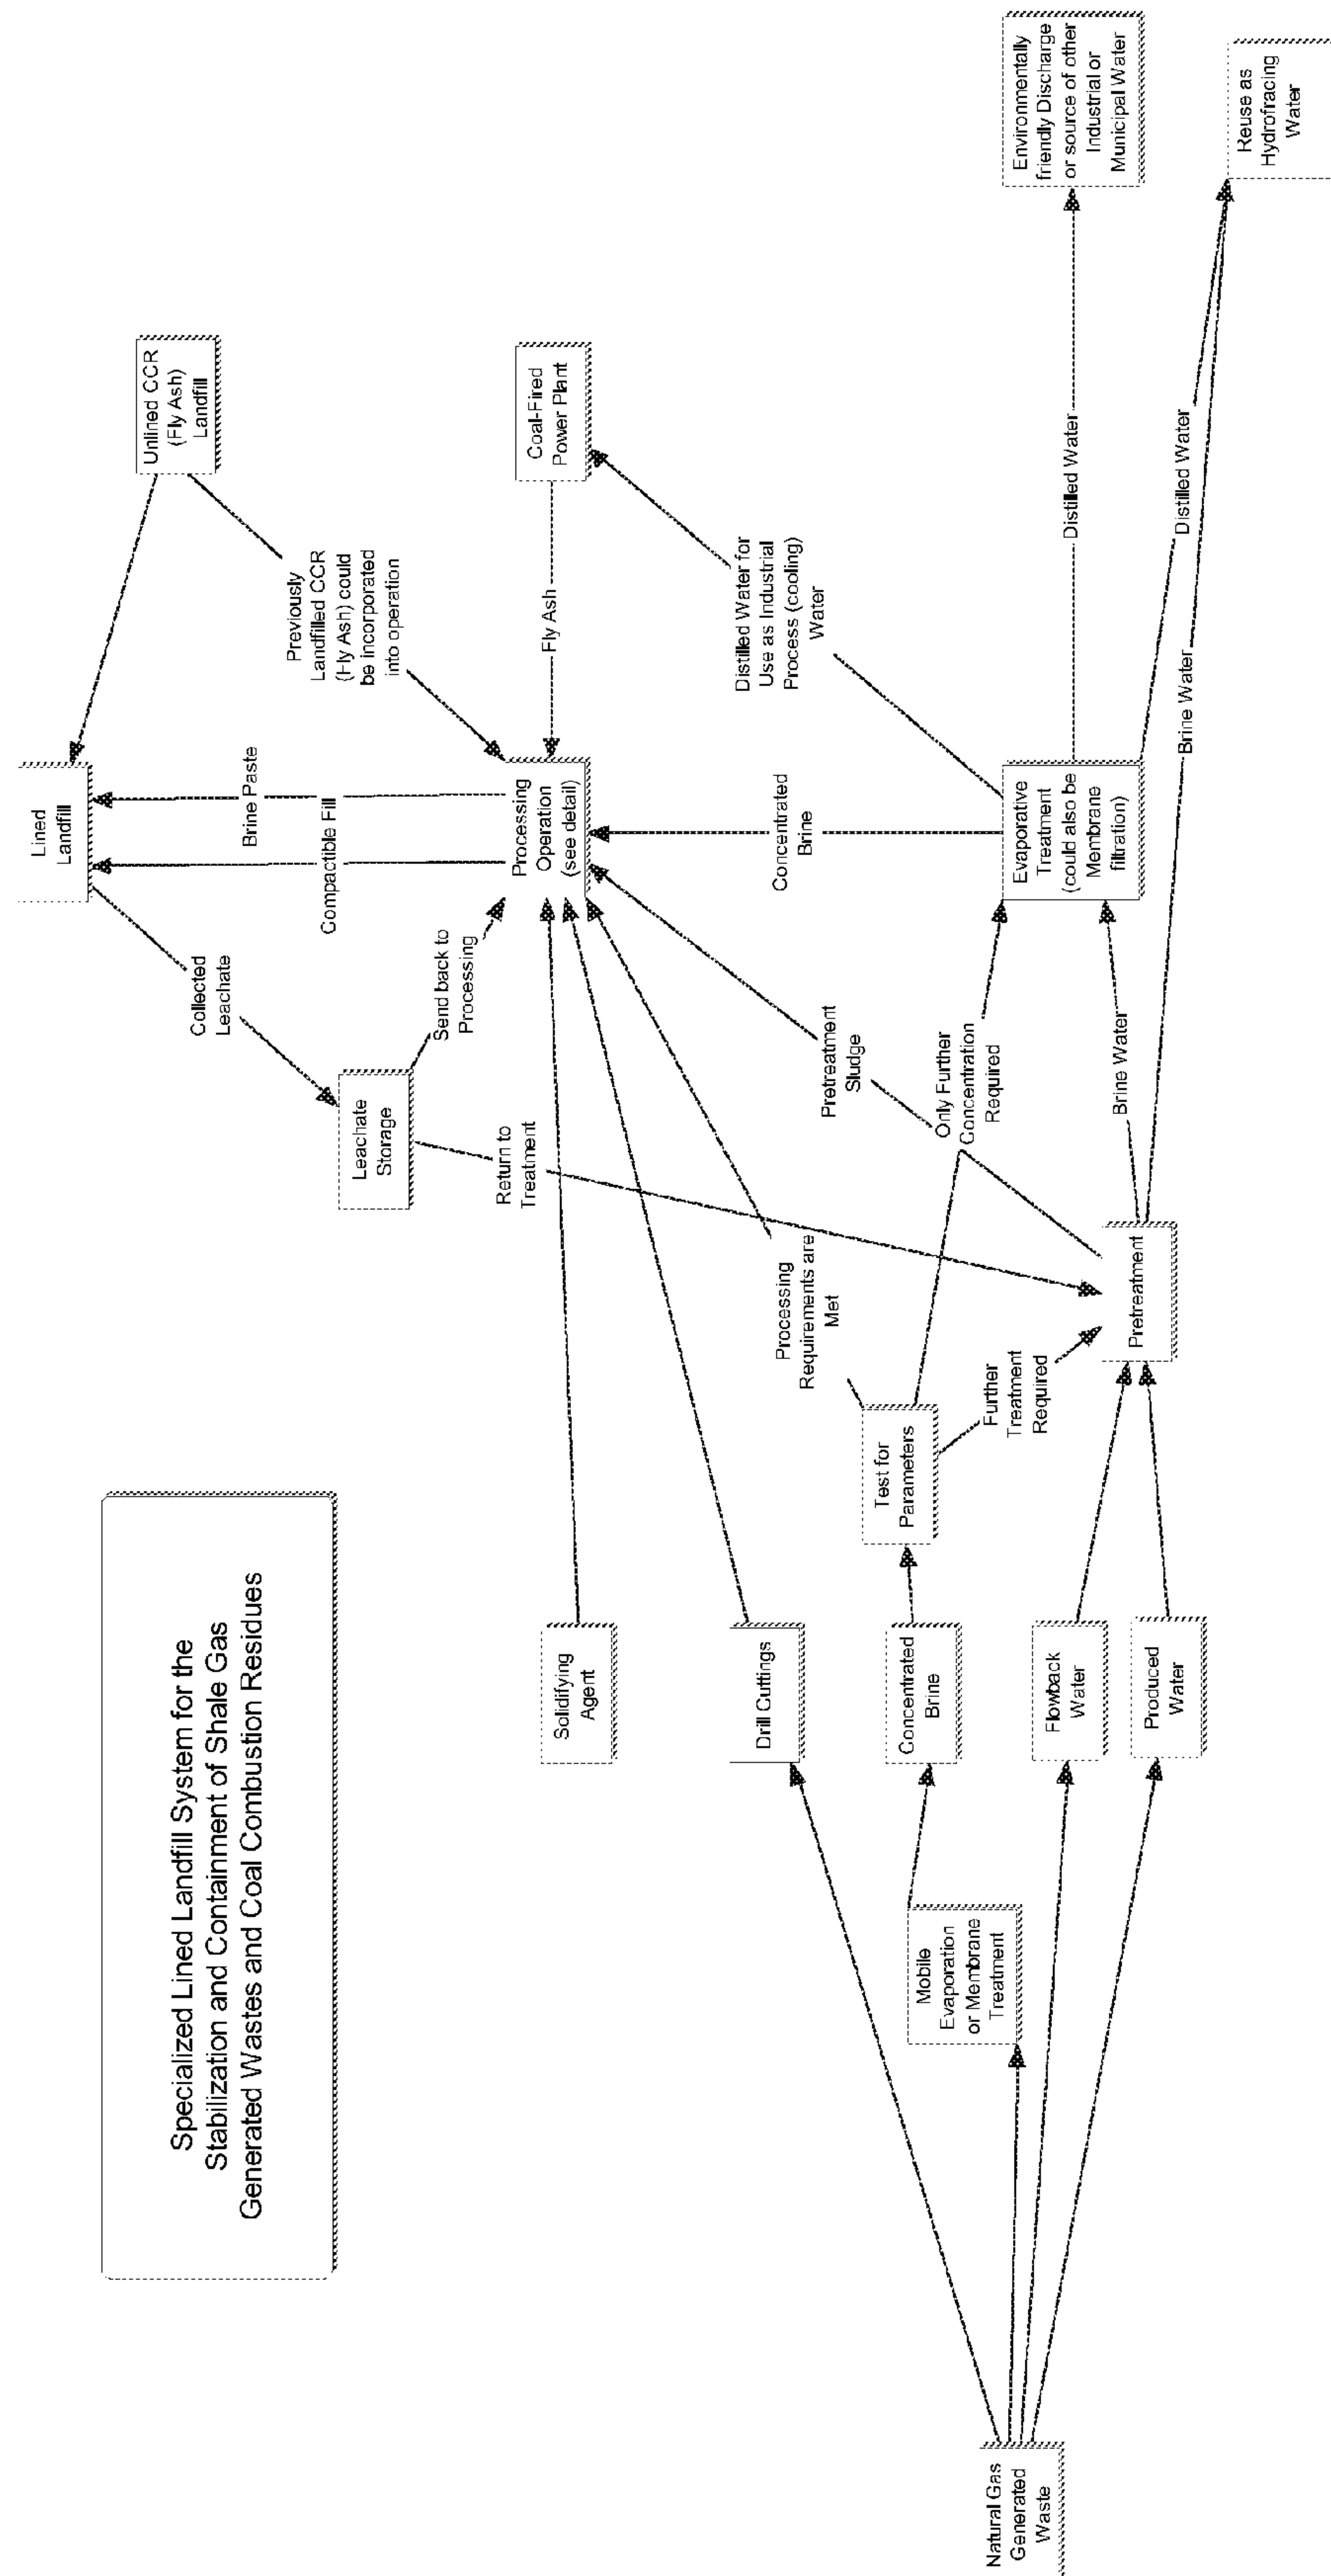 Specialized Lined Landfill System for the
Stabilization and Containment of Shale Gas
Generated Wastes and Coal Combustion Residues
Natural Gas
Generated
Waste
Mobile
Evaporation
or Membrane
Treatment
Solidifying
Agent
Drill Cuttings
Concentrated
Brine
Flowback
Water
Produced
Water
Test for
Parameters
Processing
Requirements are
Met
Only Further
Concentration
Required
Further
Treatment
Required
Pretreatment
Pretreatment
Sludge
Brine Water
Brine Water
Leachate
Storage
Collected
Leachate
Send back to
Processing
Return to
Treatment
Lined
Landfill
Compactible Fill
Brine Paste
Processing
Operation
(see detail)
Concentrated
Brine
Evaporative
Treatment
(could also be
Membrane
filtration)
Unlined CCR
(Fly Ash)
Landfill
Previously
Landfilled CCR
(Fly Ash) could
be incorporated
into operation
Fly Ash
Coal-Fired
Power Plant
Distilled Water for
Use as Industrial
Process (cooling)
Water
Distilled Water
Distilled Water
Environmentally
friendly Discharge
or source of other
Industrial or
Municipal Water
Reuse as
Hydrofracing
Water